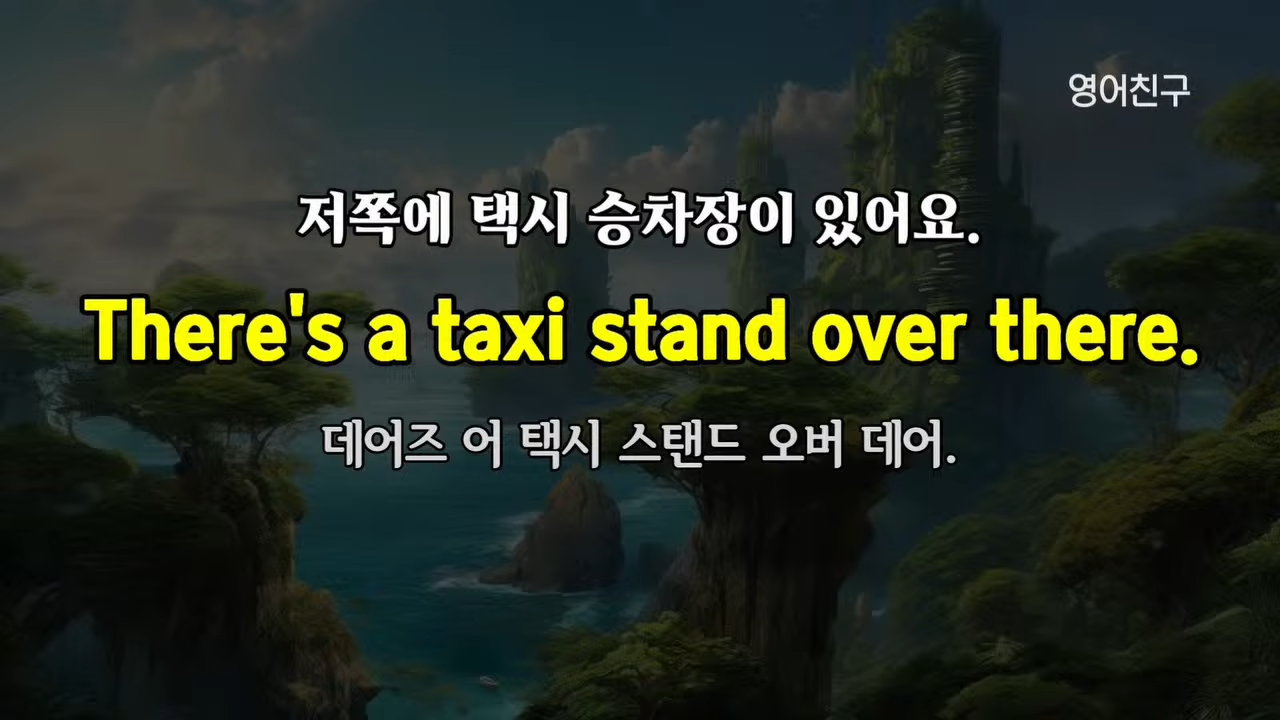 영어친구
저쪽에 택시 승차장이 있어요.
There's a taxi stand over there.
데어즈 어 택시 스탠드 오버 데어.